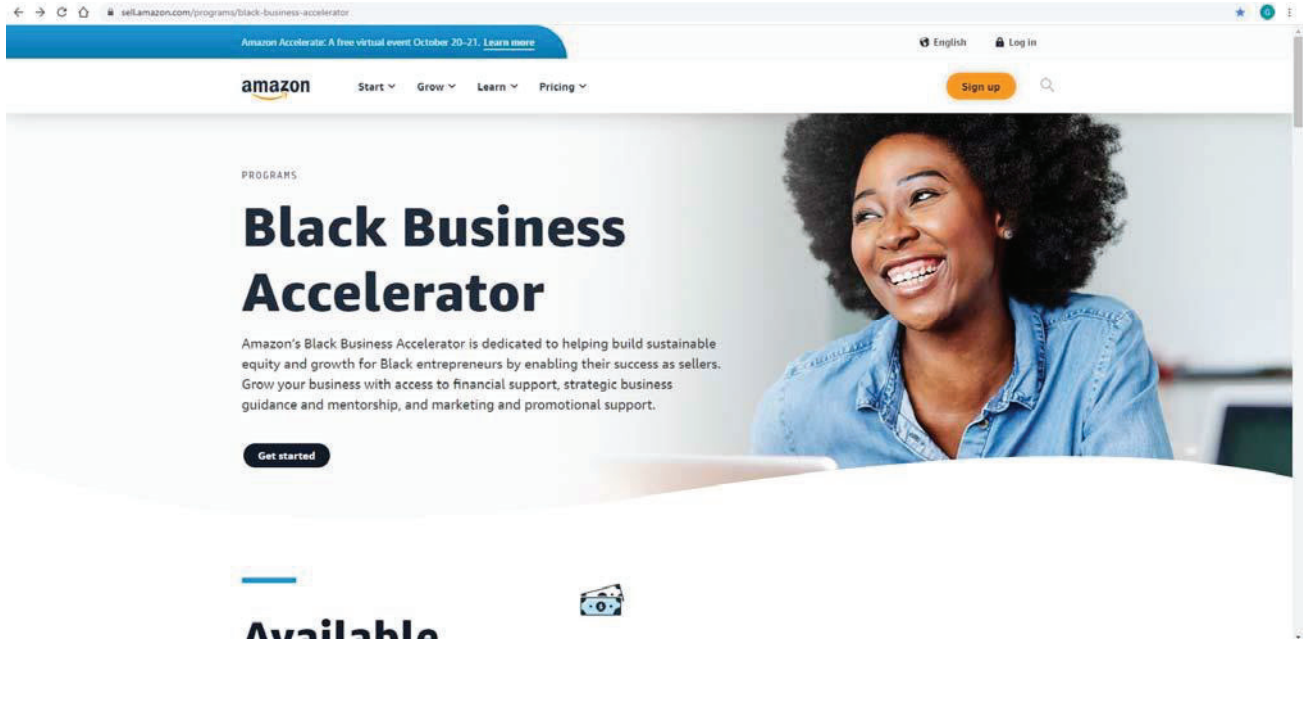 sell.amazon.com/programs/black-business-accelerator
G
Amazon Accelerate: A free virtual event October 20-21. Learn more
English
Log in
amazon
Start
Grow
Learn
Pricing
Sign up
PROGRAMS
Black Business
Accelerator
Amazon's Black Business Accelerator is dedicated to helping build sustainable
equity and growth for Black entrepreneurs by enabling their success as sellers.
Grow your business with access to financial support, strategic business
guidance and mentorship, and marketing and promotional support.
Get started
Available